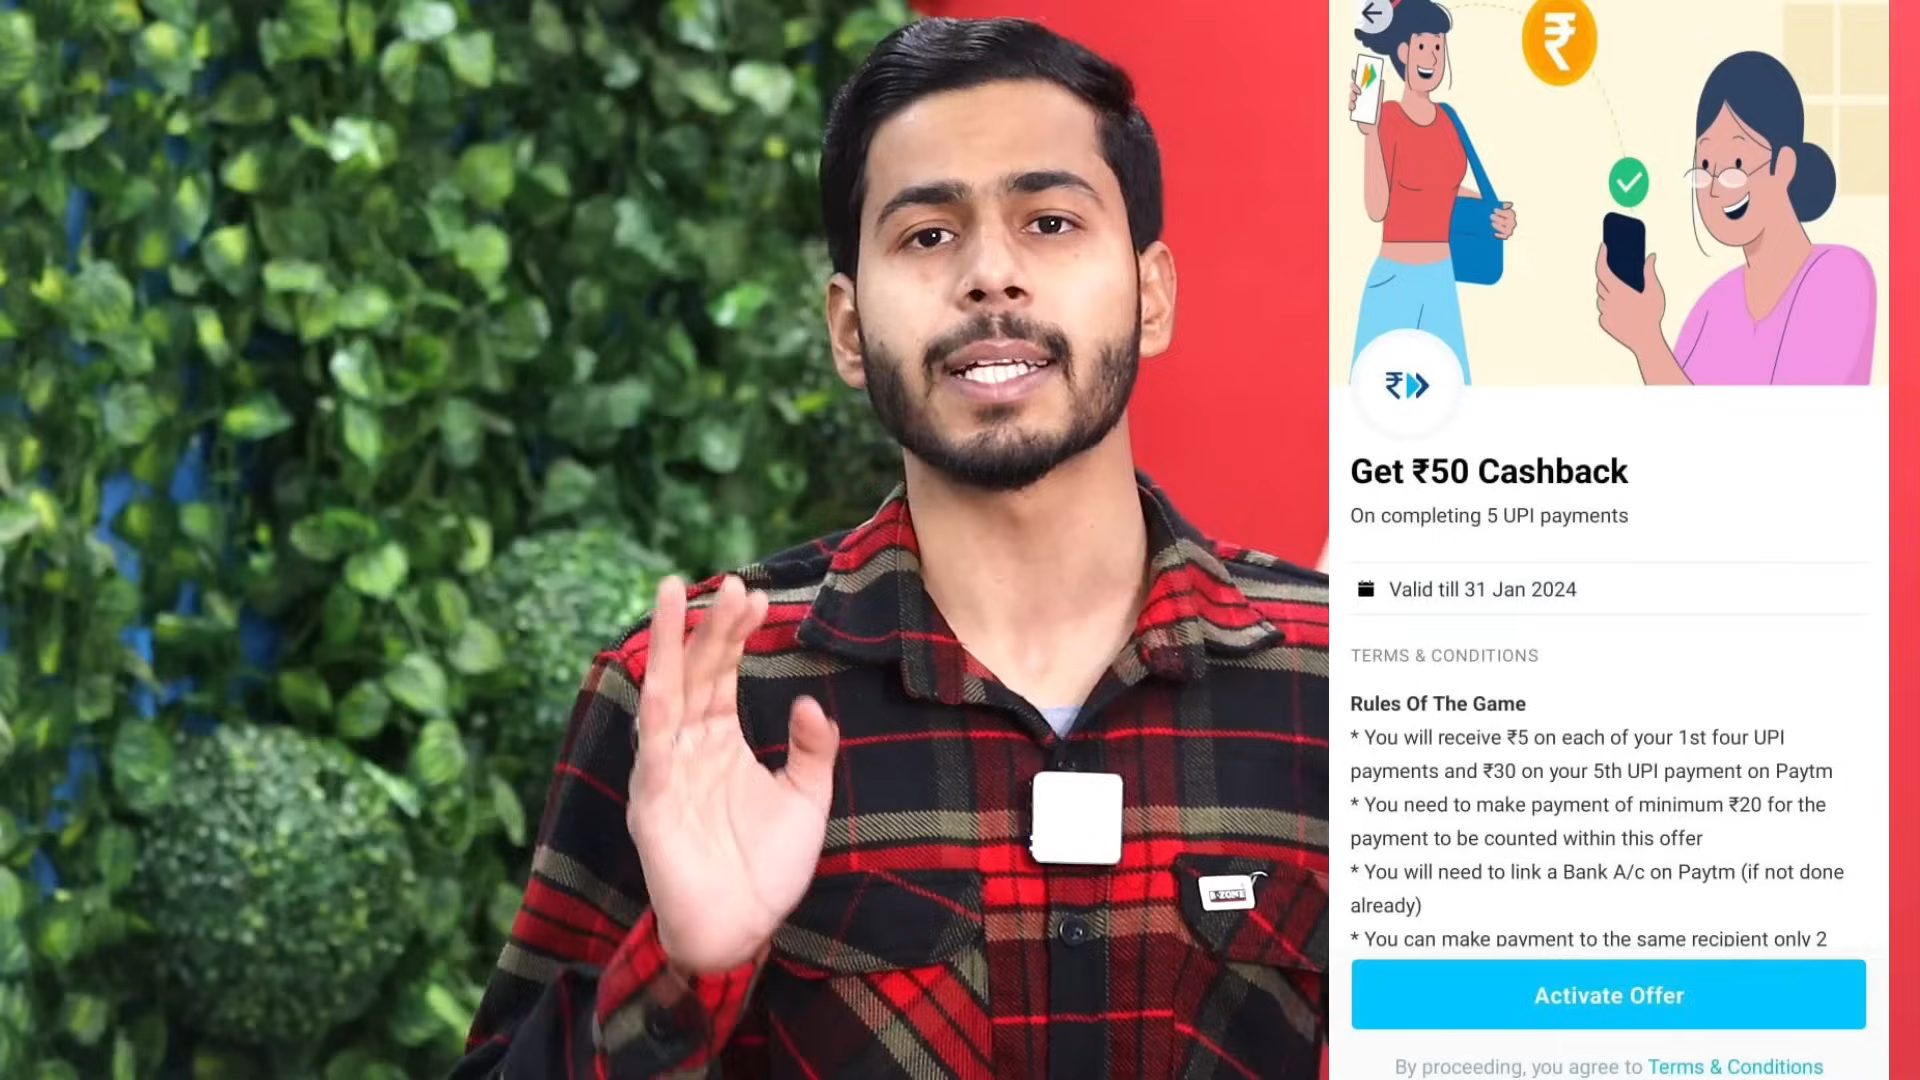 Get ₹50 Cashback
On completing 5 UPI payments
Valid till 31 Jan 2024
TERMS & CONDITIONS
Rules Of The Game
* You will receive ₹5 on each of your 1st four UPI
payments and ₹30 on your 5th UPI payment on Paytm
* You need to make payment of minimum ₹20 for the
payment to be counted within this offer
* You will need to link a Bank A/c on Paytm (if not done
already)
* You can make payment to the same recipient only 2
Activate Offer
By proceeding, you agree to Terms & Conditions